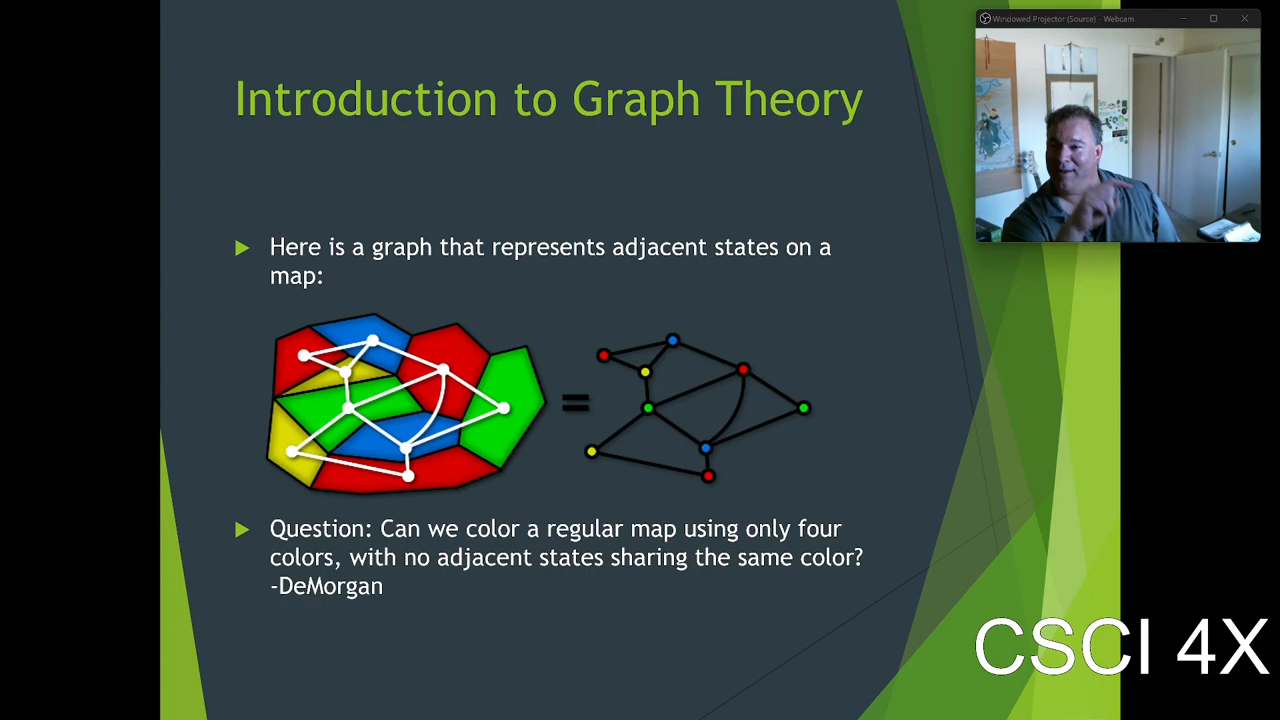 Windowed Projector (Source) - Webcam
Introduction to Graph Theory
Here is a graph that represents adjacent states on a
map:
=
Question: Can we color a regular map using only four
colors, with no adjacent states sharing the same color?
-DeMorgan
CSCI 4X